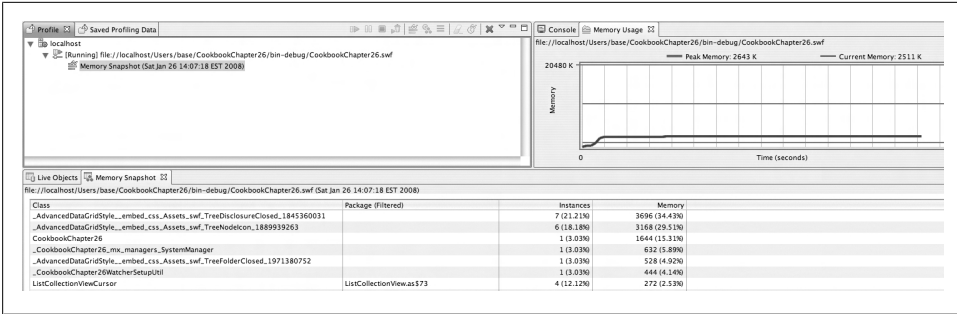 Profile
Saved Profiling Data
localhost
[Running] file://localhost/Users/base/CookbookChapter26/bin-debug/CookbookChapter26.swf
Memory Snapshot (Sat Jan 26 14:07:18 EST 2008)
Console
Memory Usage
file://localhost/Users/base/CookbookChapter26/bin-debug/CookbookChapter26.swf
Peak Memory: 2643 K
Current Memory: 2511 K
20480 K
Memory
0
Time (seconds)
Live Objects
Memory Snapshot
file://localhost/Users/base/CookbookChapter26/bin-debug/CookbookChapter26.swf (Sat Jan 26 14:07:18 EST 2008)
Class Package (Filtered) Instances Memory
_AdvancedDataGridStyle__embed_css_Assets_swf_TreeDisclosureClosed_1845360031 7 (21.21%) 3696 (34.43%)
_AdvancedDataGridStyle__embed_css_Assets_swf_TreeNodeIcon_1889939263 6 (18.18%) 3168 (29.51%)
CookbookChapter26 1 (3.03%) 1644 (15.31%)
_CookbookChapter26_mx_managers_SystemManager 1 (3.03%) 632 (5.89%)
_AdvancedDataGridStyle__embed_css_Assets_swf_TreeFolderClosed_1971380752 1 (3.03%) 528 (4.92%)
_CookbookChapter26WatcherSetupUtil 1 (3.03%) 444 (4.14%)
ListCollectionViewCursor ListCollectionView.as$73 4 (12.12%) 272 (2.53%)